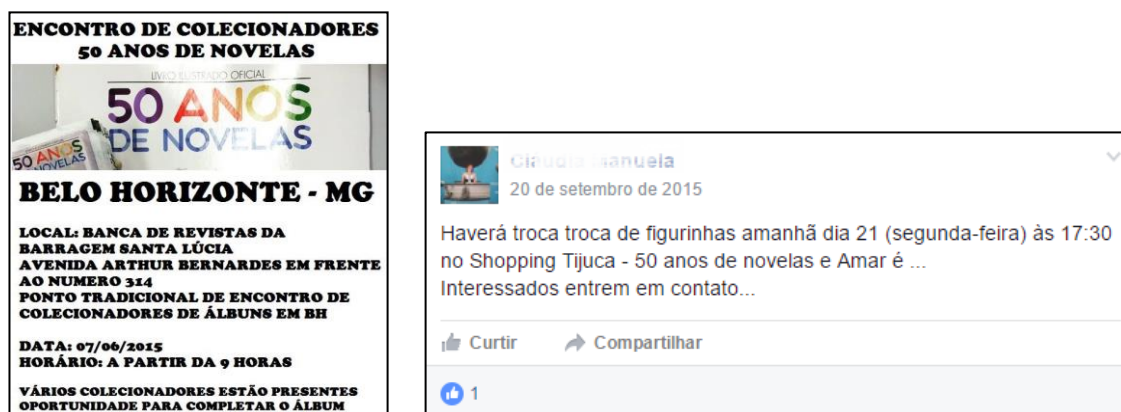 ENCONTRO DE COLECIONADORES
50 ANOS DE NOVELAS
LIVRO ILUSTRADO OFICIAL
50 ANOS
DE NOVELAS
50 ANOS
NOVELAS
BELO HORIZONTE - MG
LOCAL: BANCA DE REVISTAS DA
BARRAGEM SANTA LÚCIA
AVENIDA ARTHUR BERNARDES EM FRENTE
AO NUMERO 314
PONTO TRADICIONAL DE ENCONTRO DE
COLECIONADORES DE ÁLBUNS EM BH
DATA: 07/06/2015
HORÁRIO: A PARTIR DA 9 HORAS
VÁRIOS COLECIONADORES ESTÃO PRESENTES
OPORTUNIDADE PARA COMPLETAR O ÁLBUM
20 de setembro de 2015
Haverá troca troca de figurinhas amanhã dia 21 (segunda-feira) às 17:30
no Shopping Tijuca - 50 anos de novelas e Amar é ...
Interessados entrem em contato...
Curtir Compartilhar
1